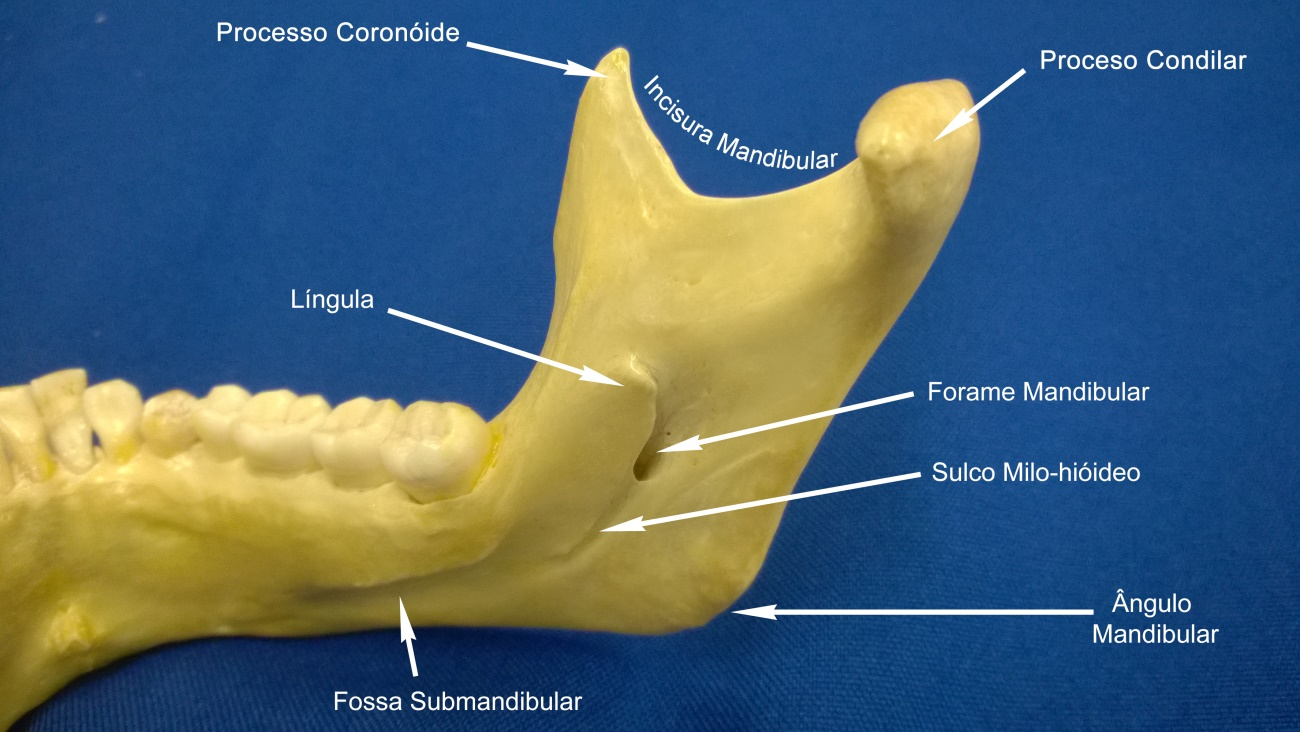 Processo Coronóide
Proceso Condilar
Incisura Mandibular
Língula
Forame Mandibular
Sulco Milo-hióideo
Ângulo
Mandibular
Fossa Submandibular